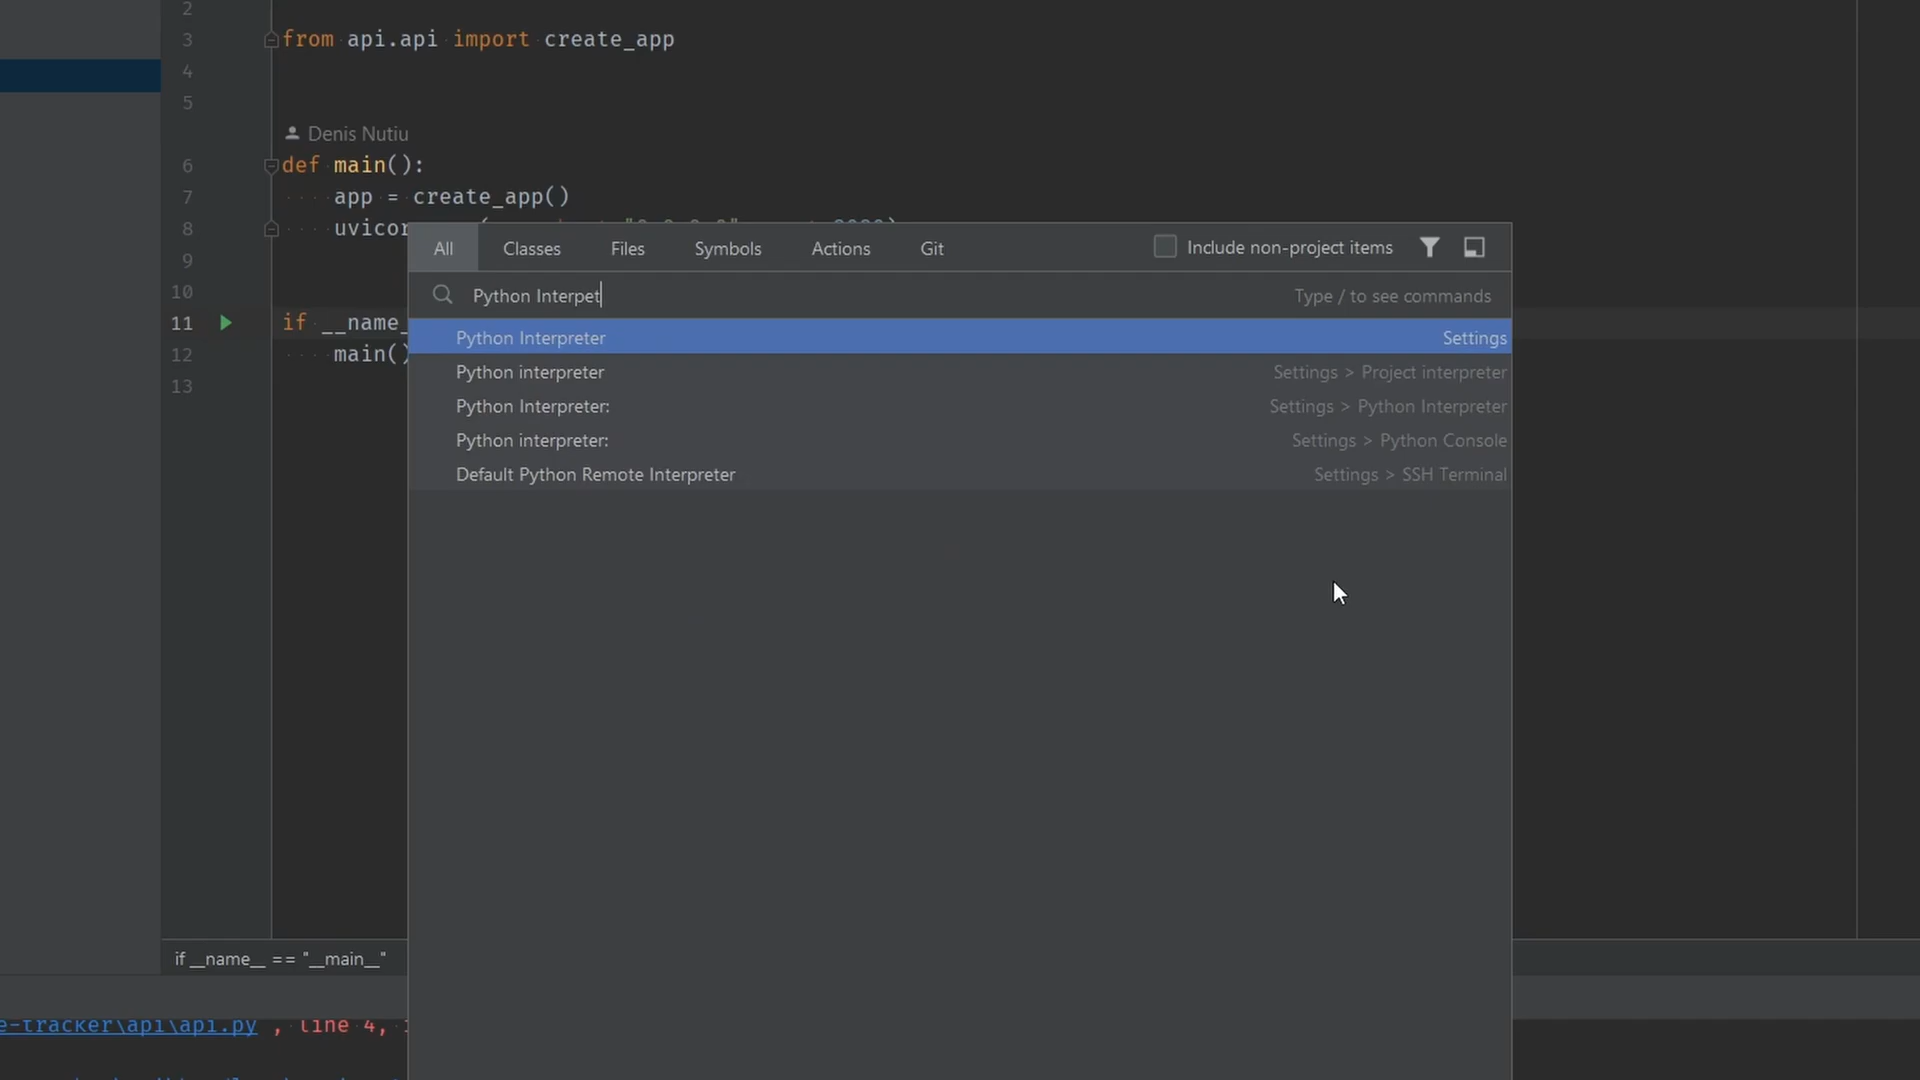 2
3 from api.api import create_app
4
5
Denis Nutiu
6 def main():
7 app = create_app()
8 uvicor
9
10
11 if __name_
12 main()
13
All Classes Files Symbols Actions Git Include non-project items
Python Interpet Type / to see commands
Python Interpreter Settings
Python interpreter Settings > Project interpreter
Python Interpreter: Settings > Python Interpreter
Python interpreter: Settings > Python Console
Default Python Remote Interpreter Settings > SSH Terminal
if __name__ == "__main__"
e-tracker\api\api.py , line 4,